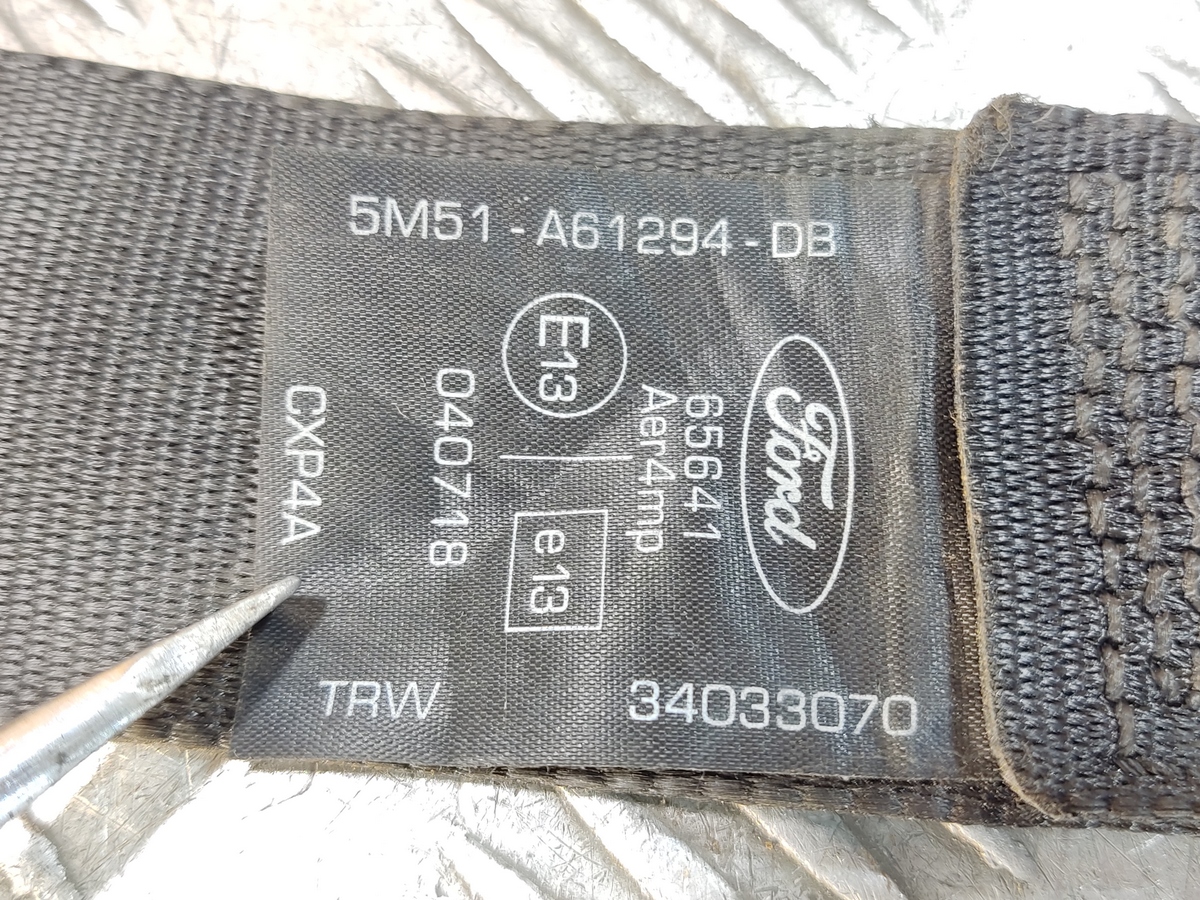 5M51 - A61294 - DB
Ford
65641
Aer4mp
E13
e13
040718
CXP4A
TRW
34033070